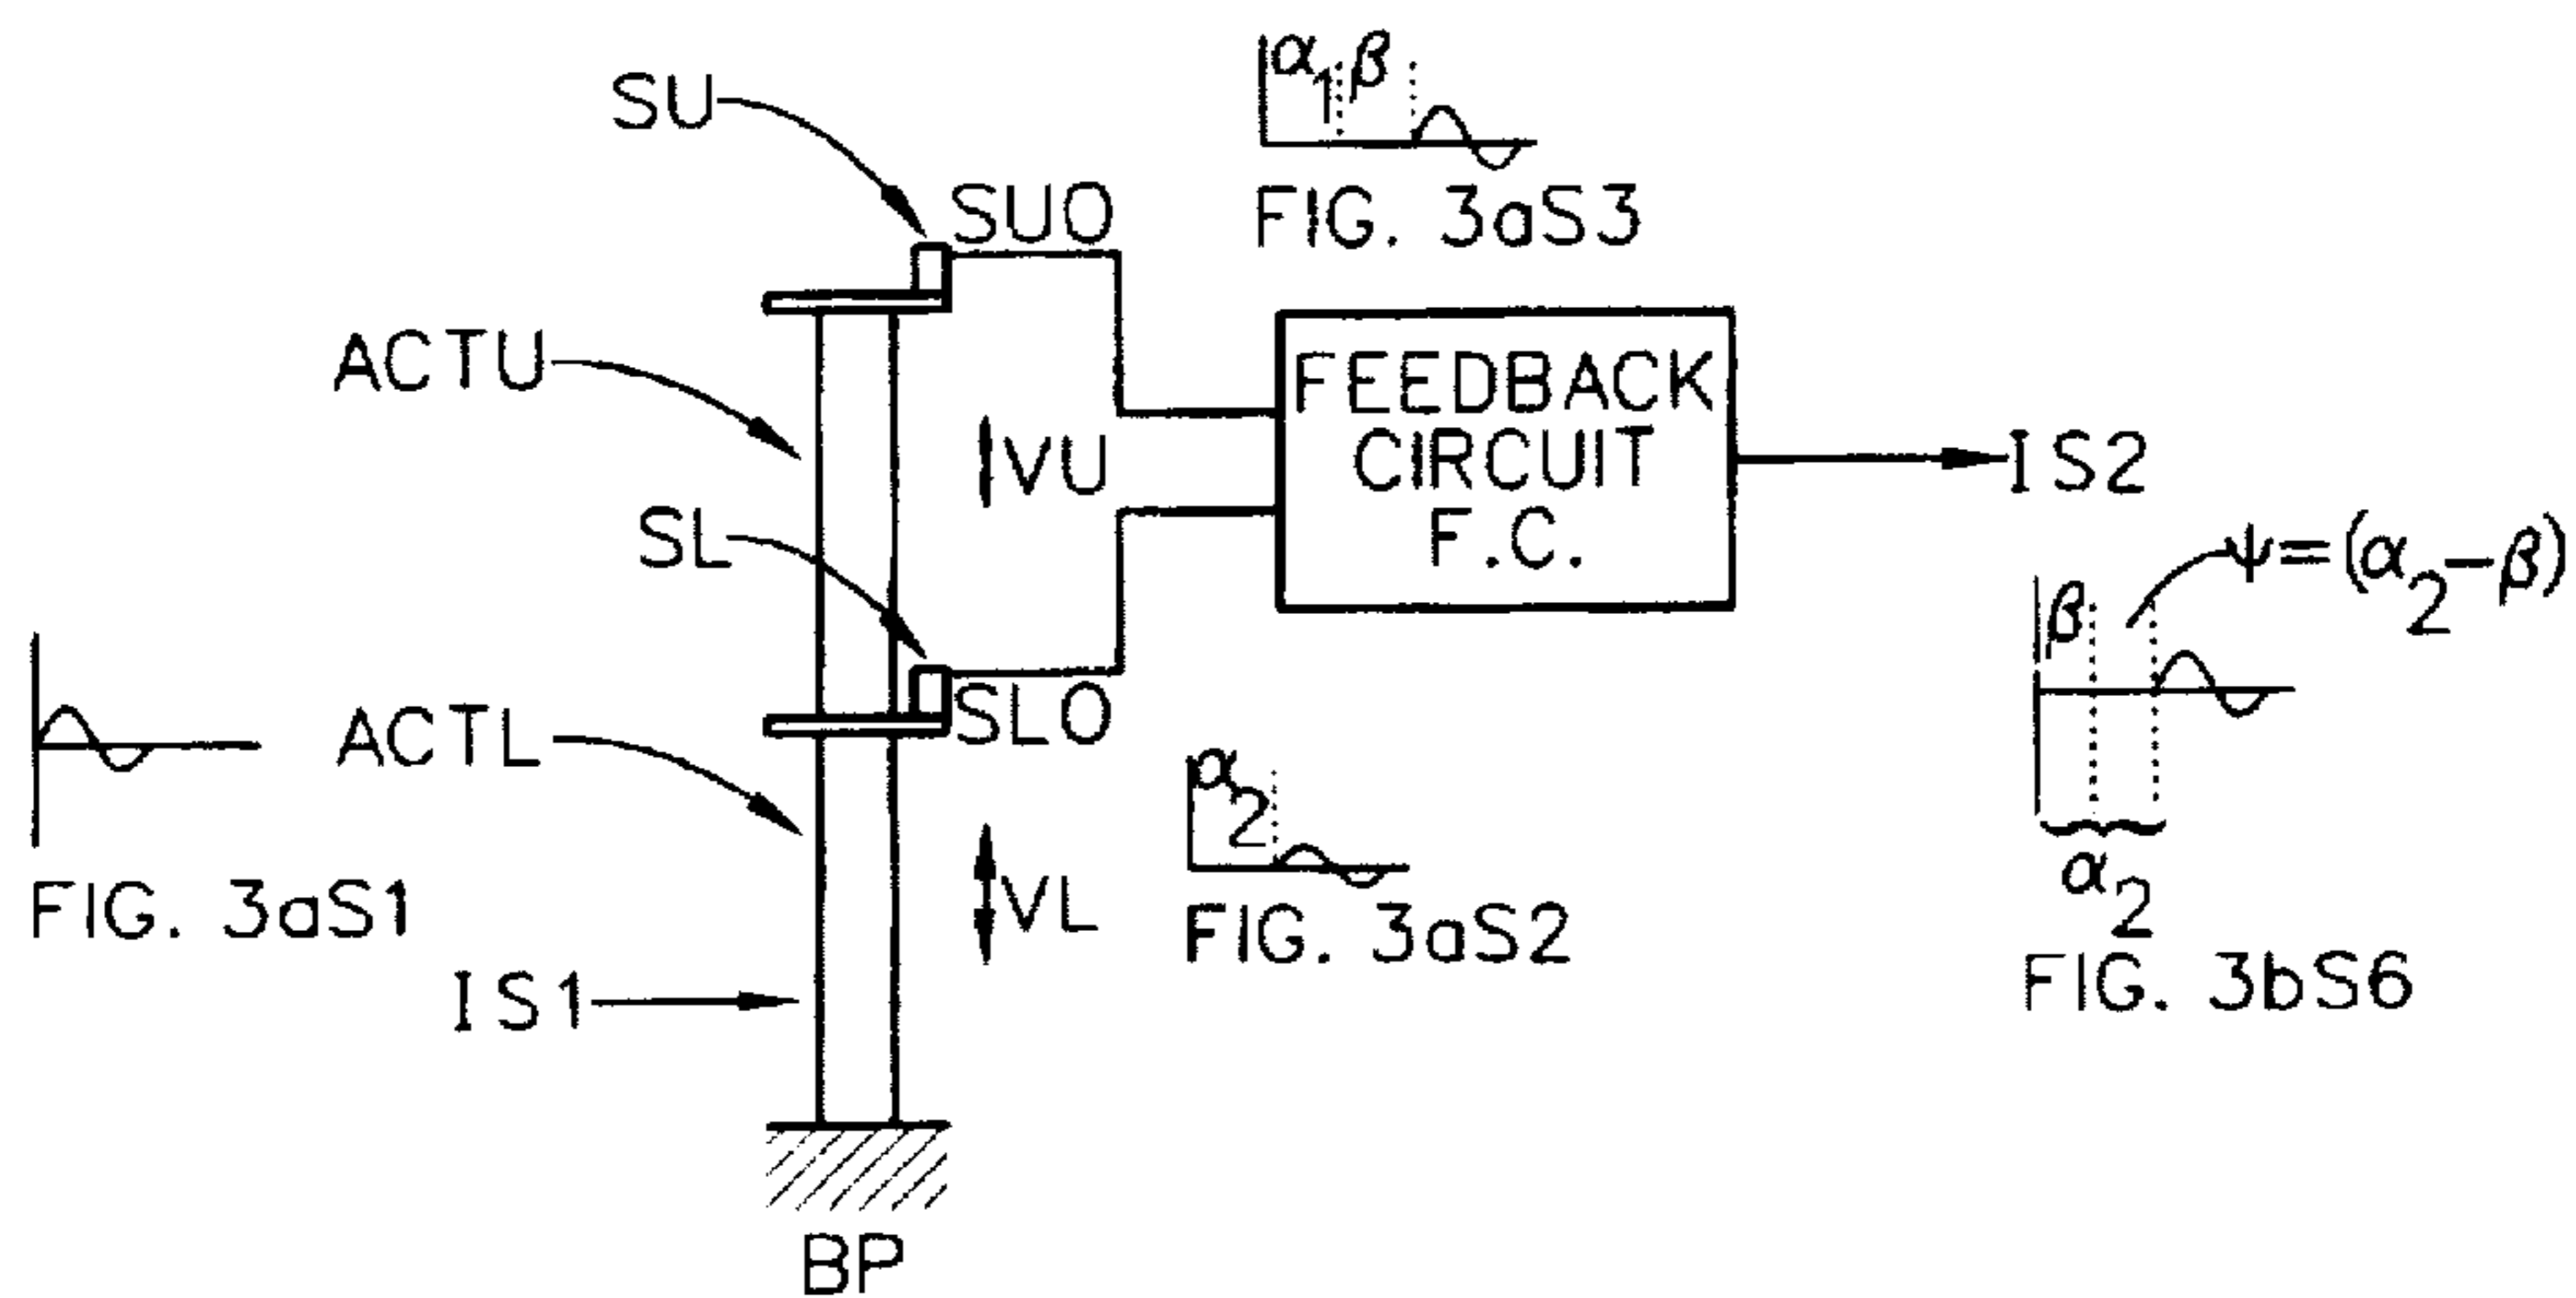 SU
α₁ β
SUO
FIG. 3aS3
ACTU
VU
FEEDBACK
CIRCUIT
F.C.
IS2
SL
ψ=(α₂-β)
β
SLO
ACTL
α₂
FIG. 3aS1
VL
FIG. 3aS2
α₂
FIG. 3bS6
IS1
BP